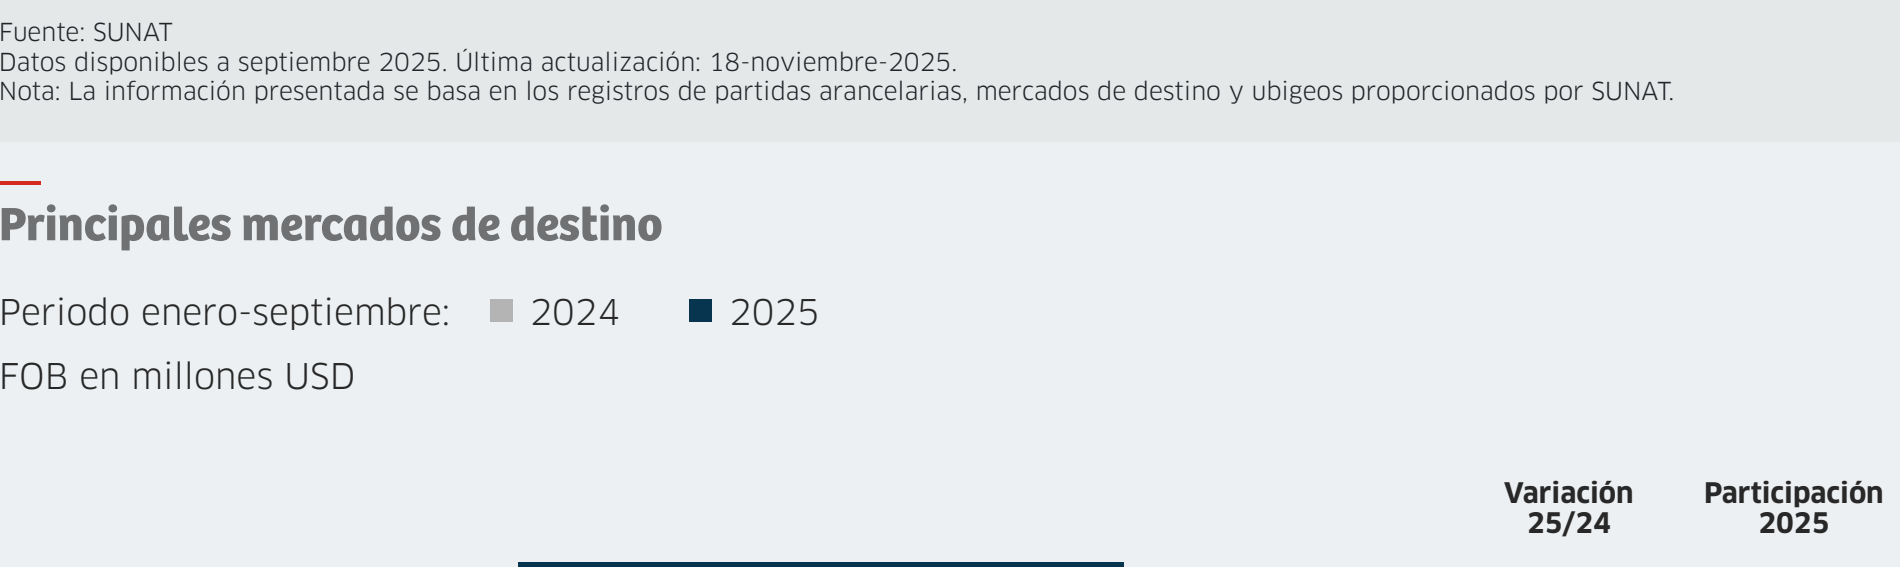 Fuente: SUNAT
Datos disponibles a septiembre 2025. Última actualización: 18-noviembre-2025.
Nota: La información presentada se basa en los registros de partidas arancelarias, mercados de destino y ubigeos proporcionados por SUNAT.
Principales mercados de destino
Periodo enero-septiembre: 2024 2025
FOB en millones USD
Variación Participación
25/24 2025